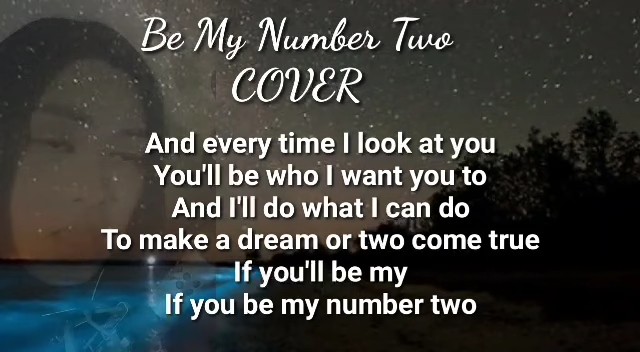 Be My Number Two
COVER
And every time I look at you
You'll be who I want you to
And I'll do what I can do
To make a dream or two come true
If you'll be my
If you be my number two